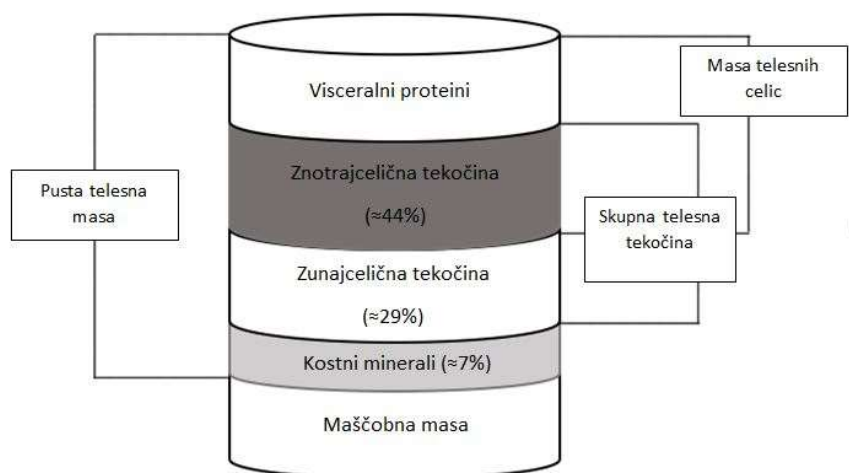 Visceralni proteini
Masa telesnih
celic
Znotrajcelična tekočina
(≈44%)
Pusta telesna
masa
Skupna telesna
tekočina
Zunajcelična tekočina
(≈29%)
Kostni minerali (≈7%)
Maščobna masa